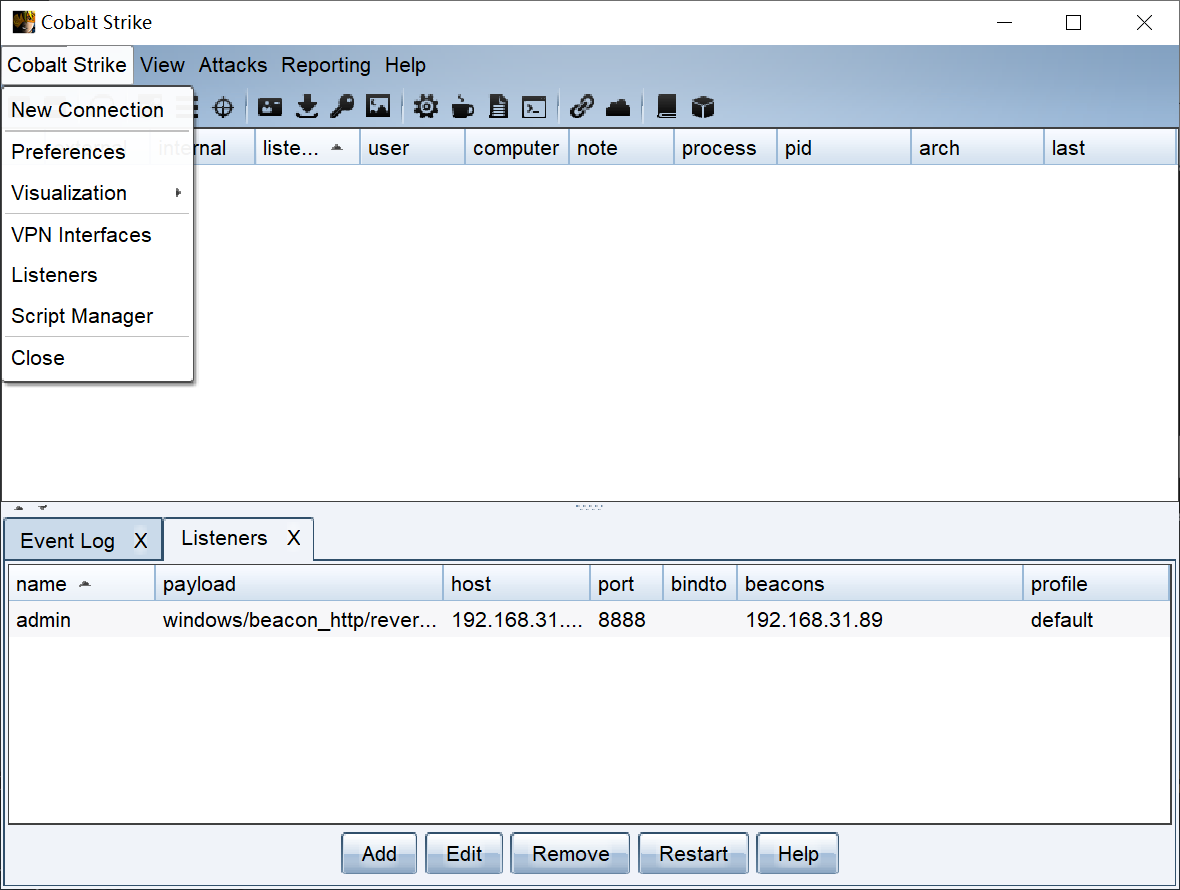 Cobalt Strike
Cobalt Strike View Attacks Reporting Help
New Connection
Preferences
Visualization
VPN Interfaces
Listeners
Script Manager
Close
internal liste... user computer note process pid arch last
Event Log X Listeners X
name payload host port bindto beacons profile
admin windows/beacon_http/rever... 192.168.31.... 8888 192.168.31.89 default
Add Edit Remove Restart Help